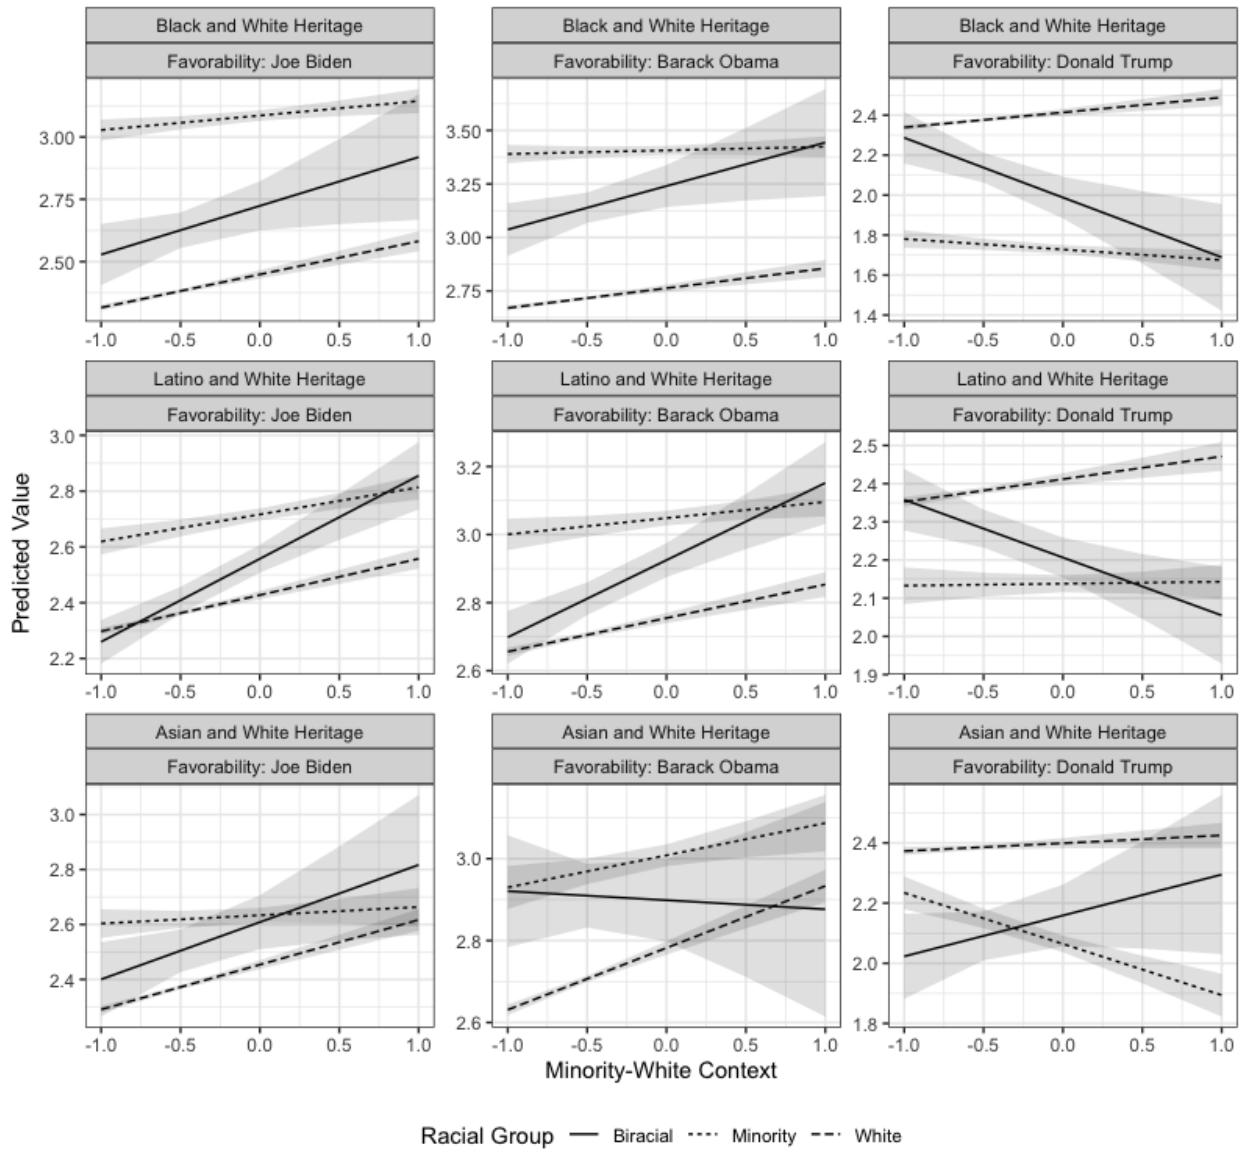 Black and White Heritage
Favorability: Joe Biden
3.00
2.75
2.50
-1.0 -0.5 0.0 0.5 1.0
Black and White Heritage
Favorability: Barack Obama
3.50
3.25
3.00
2.75
-1.0 -0.5 0.0 0.5 1.0
Black and White Heritage
Favorability: Donald Trump
2.4
2.2
2.0
1.8
1.6
1.4
-1.0 -0.5 0.0 0.5 1.0
Predicted Value
Latino and White Heritage
Favorability: Joe Biden
3.0
2.8
2.6
2.4
2.2
-1.0 -0.5 0.0 0.5 1.0
Latino and White Heritage
Favorability: Barack Obama
3.2
3.0
2.8
2.6
-1.0 -0.5 0.0 0.5 1.0
Latino and White Heritage
Favorability: Donald Trump
2.5
2.4
2.3
2.2
2.1
2.0
1.9
-1.0 -0.5 0.0 0.5 1.0
Asian and White Heritage
Favorability: Joe Biden
3.0
2.8
2.6
2.4
-1.0 -0.5 0.0 0.5 1.0
Asian and White Heritage
Favorability: Barack Obama
3.0
2.8
2.6
-1.0 -0.5 0.0 0.5 1.0
Asian and White Heritage
Favorability: Donald Trump
2.4
2.2
2.0
1.8
-1.0 -0.5 0.0 0.5 1.0
Minority-White Context
Racial Group Biracial Minority White